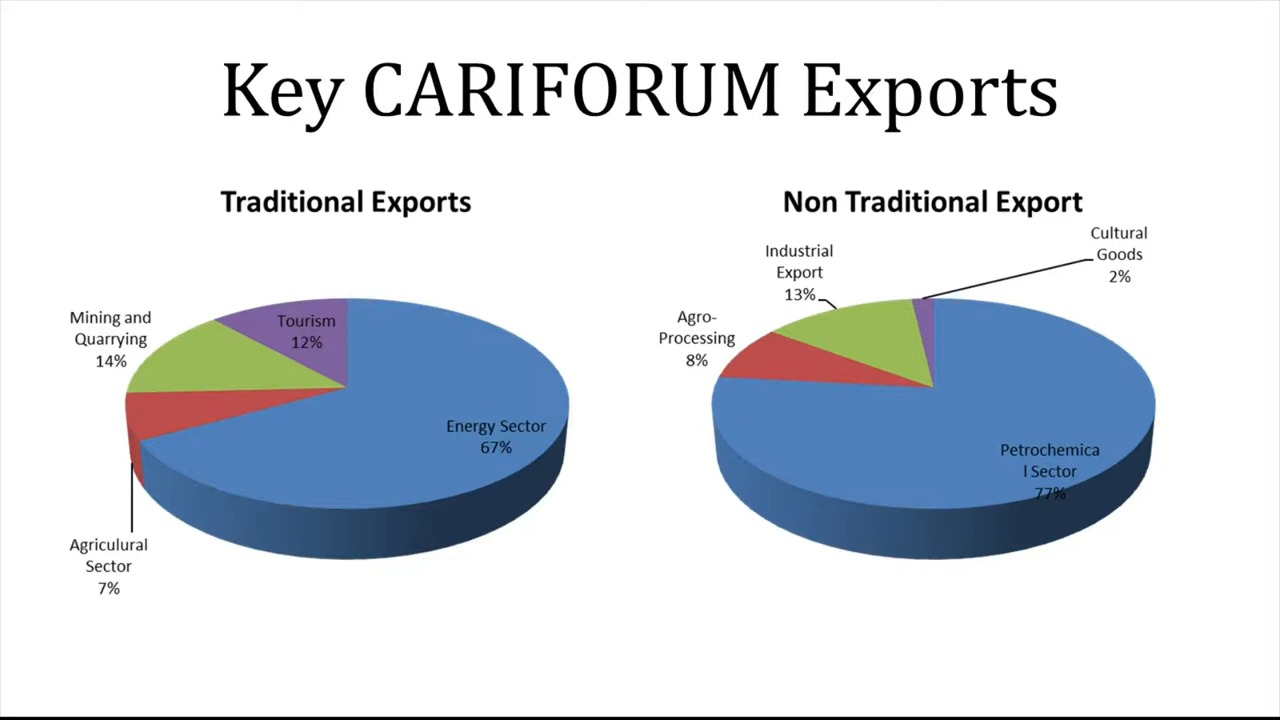 Key CARIFORUM Exports
Traditional Exports
Mining and
Quarrying
14%
Tourism
12%
Energy Sector
67%
Agriculural
Sector
7%
Non Traditional Export
Cultural
Goods
2%
Industrial
Export
13%
Agro-
Processing
8%
Petrochemica
l Sector
77%